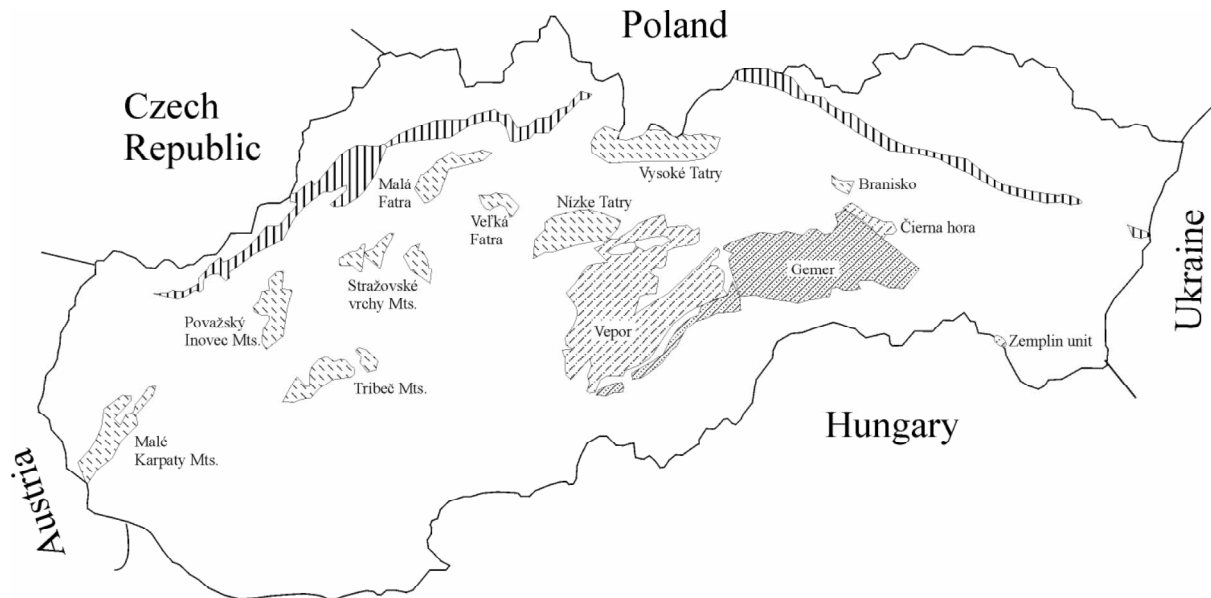 Poland
Czech
Republic
Malá
Fatra
Vysoké Tatry
Branisko
Veľká
Fatra
Nízke Tatry
Čierna hora
Stražovské
vrchy Mts.
Gemer
Ukraine
Považský
Inovec Mts.
Vepor
Zemplin unit
Tribeč Mts.
Hungary
Malé
Karpaty Mts.
Austria